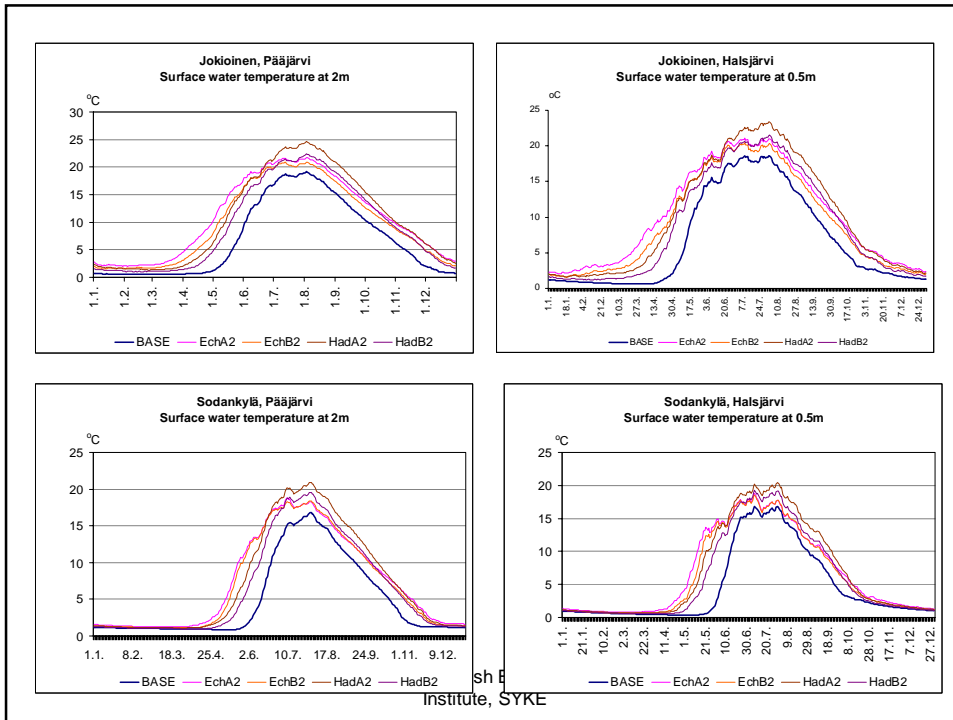 Jokioinen, Pääjärvi
Surface water temperature at 2m
°C
30
25
20
15
10
5
0
1.1. 1.2. 1.3. 1.4. 1.5. 1.6. 1.7. 1.8. 1.9. 1.10. 1.11. 1.12.
BASE EchA2 EchB2 HadA2 HadB2
Jokioinen, Halsjärvi
Surface water temperature at 0.5m
oC
25
20
15
10
5
0
1.1. 18.1. 4.2. 21.2. 10.3. 27.3. 13.4. 30.4. 17.5. 3.6. 20.6. 7.7. 24.7. 10.8. 27.8. 13.9. 30.9. 17.10. 3.11. 20.11. 7.12. 24.12.
BASE EchA2 EchB2 HadA2 HadB2
Sodankylä, Pääjärvi
Surface water temperature at 2m
°C
25
20
15
10
5
0
1.1. 8.2. 18.3. 25.4. 2.6. 10.7. 17.8. 24.9. 1.11. 9.12.
BASE EchA2 EchB2 HadA2 HadB2
Sodankylä, Halsjärvi
Surface water temperature at 0.5m
°C
25
20
15
10
5
0
1.1. 21.1. 10.2. 2.3. 22.3. 11.4. 1.5. 21.5. 10.6. 30.6. 20.7. 9.8. 29.8. 18.9. 8.10. 28.10. 17.11. 7.12. 27.12.
BASE EchA2 EchB2 HadA2 HadB2
Institute, SYKE